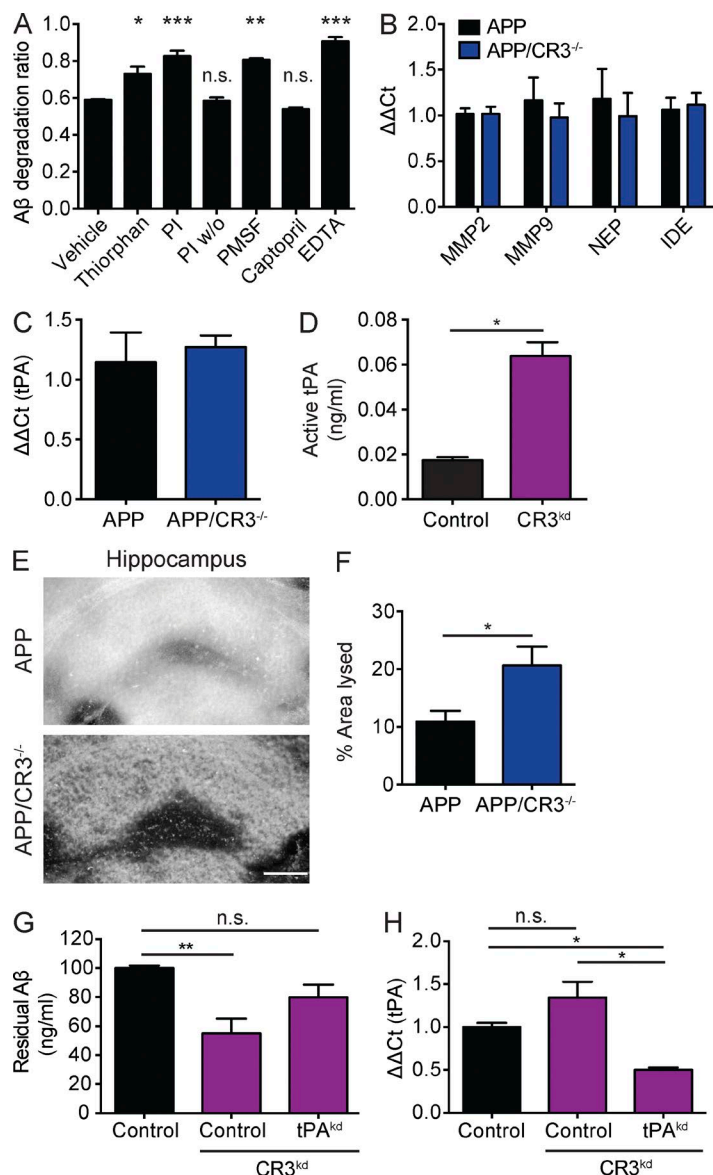 A
Aβ degradation ratio
1.0
0.8
0.6
0.4
0.2
0.0
* *** n.s. ** n.s. ***
Vehicle
Thiorphan
PI
PI w/o
PMSF
Captopril
EDTA
B
APP
APP/CR3-/-
ΔΔCt
2.0
1.5
1.0
0.5
0.0
MMP2
MMP9
NEP
IDE
C
ΔΔCt (tPA)
1.5
1.0
1.5
0.0
APP APP/CR3-/-
D
Active tPA
(ng/ml)
0.08
0.06
0.04
0.02
0.00
*
Control CR3kd
E
Hippocampus
APP
APP/CR3-/-
F
% Area lysed
30
20
10
0
*
APP APP/CR3-/-
G
Residual Aβ
(ng/ml)
120
100
80
60
40
20
0
n.s.
**
Control Control tPAkd
CR3kd
H
ΔΔCt (tPA)
2.0
1.5
1.0
0.5
0.0
n.s.
*
*
Control Control tPAkd
CR3kd